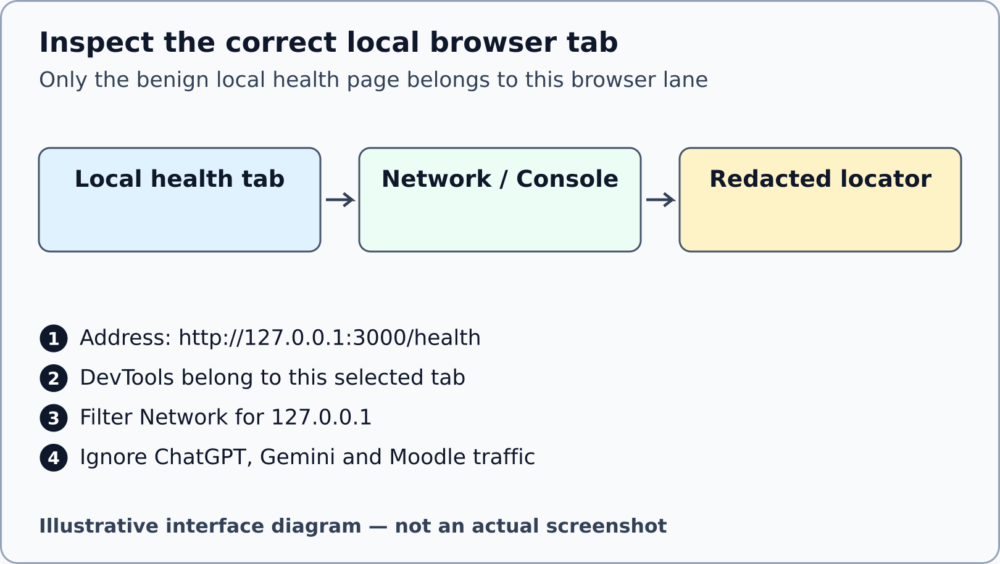 Inspect the correct local browser tab
Only the benign local health page belongs to this browser lane
Local health tab
Network / Console
Redacted locator
1 Address: http://127.0.0.1:3000/health
2 DevTools belong to this selected tab
3 Filter Network for 127.0.0.1
4 Ignore ChatGPT, Gemini and Moodle traffic
Illustrative interface diagram — not an actual screenshot